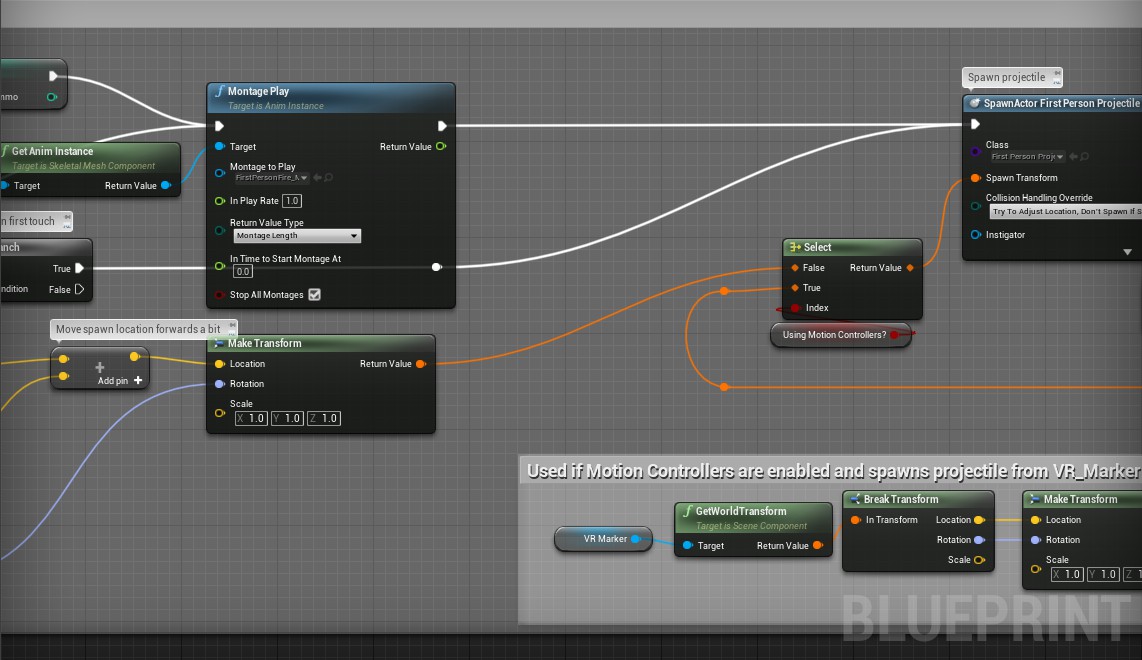 Spawn projectile
Montage Play
Target is Anim Instance
SpawnActor First Person Projectile
mmo
Target
Return Value
Get Anim Instance
Target is Skeletal Mesh Component
Target
Return Value
Montage to Play
FirstPersonFire_M
In Play Rate 1.0
Return Value Type
Montage Length
In Time to Start Montage At
0.0
Stop All Montages
n first touch
anch
True
ndition
False
Class
First Person Proje
Spawn Transform
Collision Handling Override
Try To Adjust Location, Don't Spawn If S
Instigator
Select
False
Return Value
True
Index
Using Motion Controllers?
Move spawn location forwards a bit
Add pin
Make Transform
Location
Return Value
Rotation
Scale
X 1.0 Y 1.0 Z 1.0
Used if Motion Controllers are enabled and spawns projectile from VR_Marker
VR Marker
GetWorldTransform
Target is Scene Component
Target
Return Value
Break Transform
In Transform
Location
Rotation
Scale
Make Transform
Location
Rotation
Scale
X 1.0 Y 1.0 Z 1
BLUEPRINT